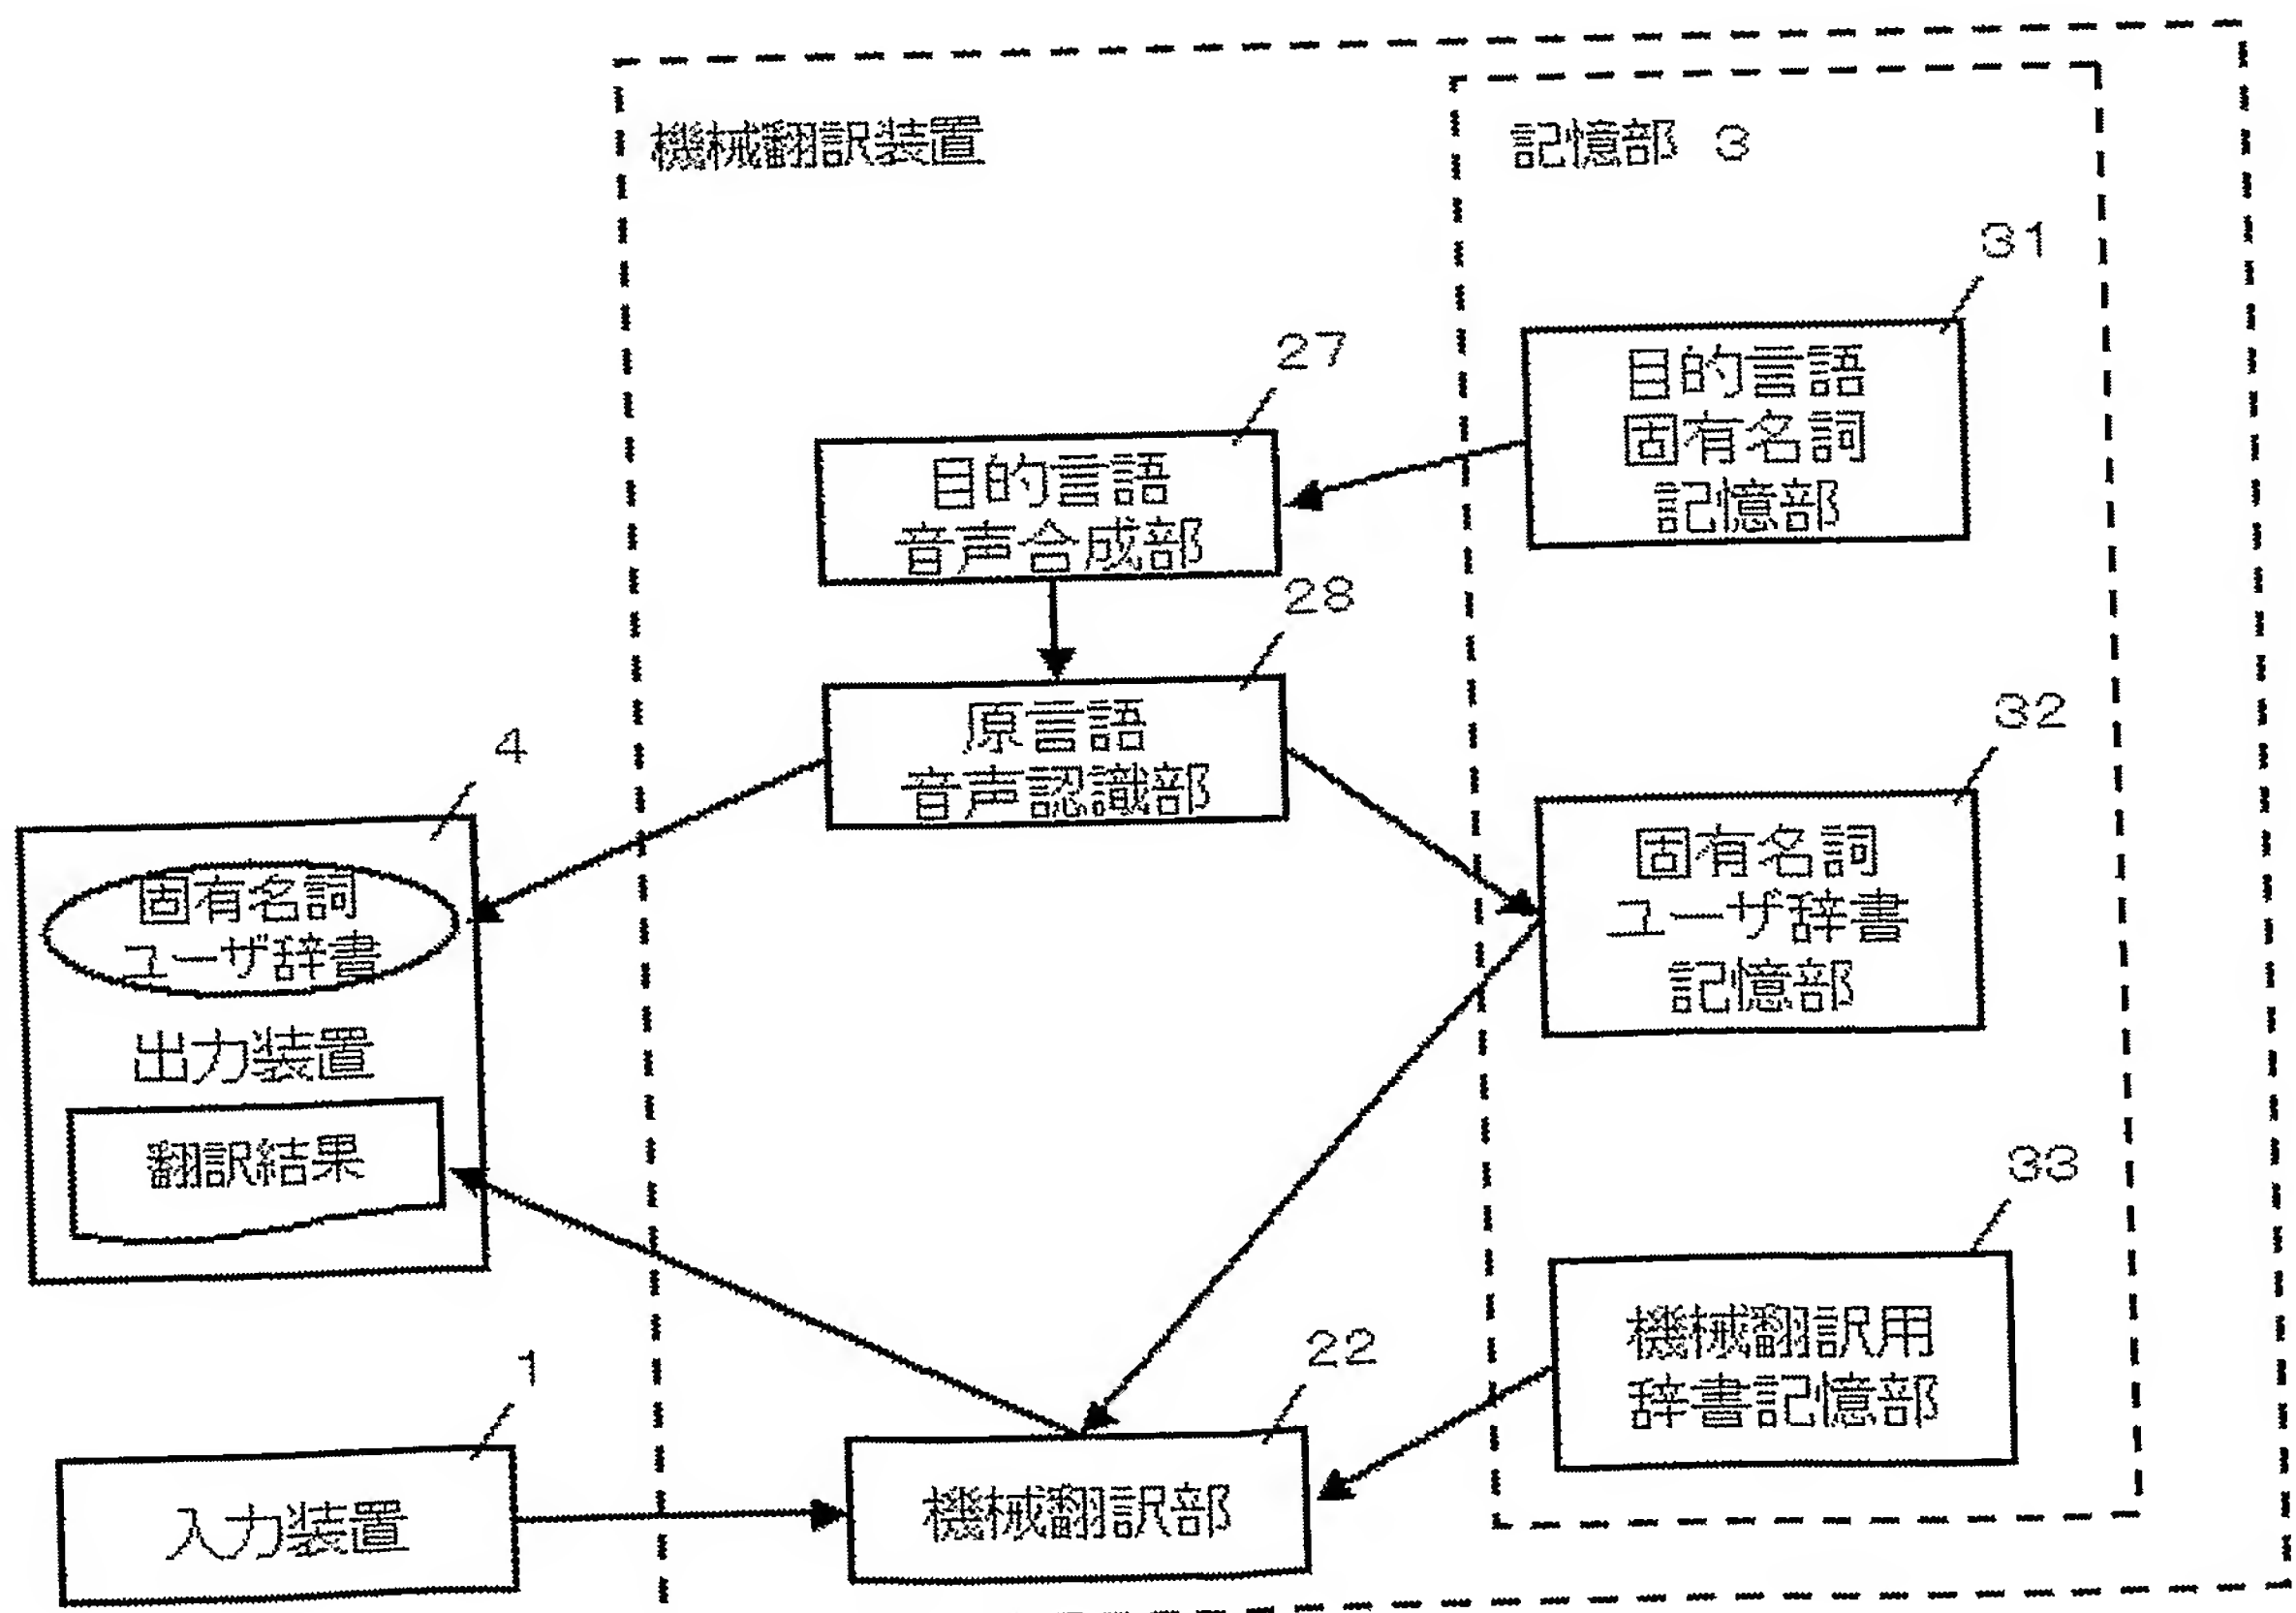 機械翻訳装置
記憶部 3
31
目的言語
固有名詞
記憶部
27
目的言語
音声合成部
28
原言語
音声認識部
32
固有名詞
ユーザ辞書
記憶部
4
固有名詞
ユーザ辞書
出力装置
翻訳結果
33
機械翻訳用
辞書記憶部
22
機械翻訳部
1
入力装置